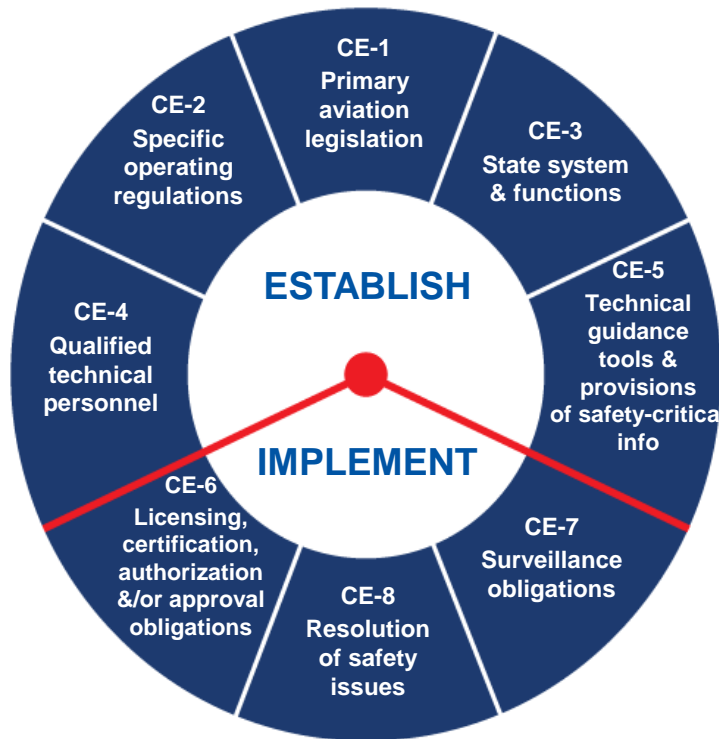 CE-1
Primary
aviation
legislation
CE-2
Specific
operating
regulations
CE-3
State system
& functions
CE-4
Qualified
technical
personnel
CE-5
Technical
guidance
tools &
provisions
of safety-critica
info
ESTABLISH
IMPLEMENT
CE-6
Licensing,
certification,
authorization
&/or approval
obligations
CE-7
Surveillance
obligations
CE-8
Resolution
of safety
issues